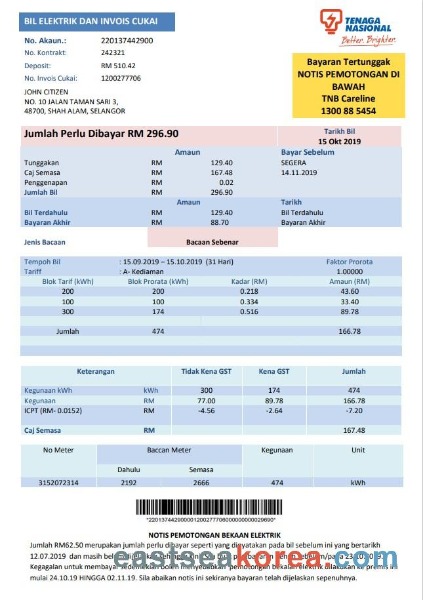 BIL ELEKTRIK DAN INVOIS CUKAI
TENAGA NASIONAL
Better. Brighter.
No. Akaun.: 220137442900
No. Kontrakt: 242321
Deposit: RM 510.42
No. Invois Cukai: 1200277706
JOHN CITIZEN
NO. 10 JALAN TAMAN SARI 3,
48700, SHAH ALAM, SELANGOR
Bayaran Tertunggak
NOTIS PEMOTONGAN DI
BAWAH
TNB Careline
1300 88 5454
Jumlah Perlu Dibayar RM 296.90
Tarikh Bil
15 Okt 2019
Amaun Bayar Sebelum
Tunggakan RM 129.40 SEGERA
Caj Semasa RM 167.48 14.11.2019
Penggenapan RM 0.02
Jumlah Bil RM 296.90
Amaun Tarikh
Bil Terdahulu RM 129.40 Bil Terdahulu
Bayaran Akhir RM 88.70 Bayaran Akhir
Jenis Bacaan Bacaan Sebenar
Tempoh Bil : 15.09.2019 – 15.10.2019 (31 Hari) Faktor Prorota
Tariff : A- Kediaman 1.00000
Blok Tarif (kWh) Blok Prorata (kWh) Kadar (RM) Amaun (RM)
200 200 0.218 43.60
100 100 0.334 33.40
300 174 0.516 89.78
Jumlah 474 166.78
Keterangan Tidak Kena GST Kena GST Jumlah
Kegunaan kWh kWh 300 174 474
Kegunaan RM 77.00 89.78 166.78
ICPT (RM- 0.0152) RM -4.56 -2.64 -7.20
Caj Semasa RM 167.48
No Meter Baccan Meter Kegunaan Unit
Dahulu Semasa
3152072314 2192 2666 474 kWh
NOTIS PEMOTONGAN BEKAAN ELEKTRIK
Jumlah RM62.50 merupakan jumlah perlu dibayar seperti yang dinyatakan pada bil sebelum ini yang bertarikh
12.07.2019 dan masih
eastseakorea.com
Kegagalan untuk membayar
mulai 24.10.19 HINGGA 02.11.19. Sila abaikan notis ini sekiranya bayaran telah dijelaskan sepenuhnya.